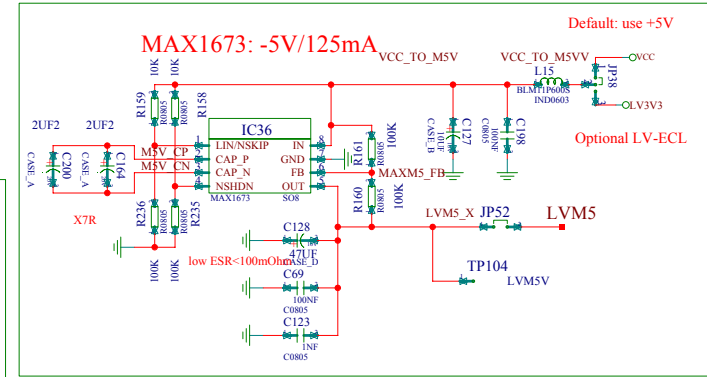 Default: use +5V
MAX1673: -5V/125mA
VCC_TO_M5V
VCC_TO_M5VV
VCC
L15
BLM11P600S
IND0603
JP38
1
LV3V3
Optional LV-ECL
10K
10K
R159
R0805
R158
R0805
2UF2
2UF2
C200
CASE_A
C164
CASE_A
X7R
M5V_CP
M5V_CN
IC36
1
LIN/NSKIP
IN
8
2
CAP_P
GND
3
CAP_N
FB
4
NSHDN
OUT
MAX1673
SO8
R161
R0805
100K
MAXM5_FB
R160
R0805
100K
C127
10UF
CASE_B
C198
100NF
C0805
R236
R0805
100K
R235
R0805
100K
LVM5_X
JP52
LVM5
TP104
LVM5V
C128
47UF
CASE_D
low ESR<100mOhm
C69
100NF
C0805
C123
1NF
C0805